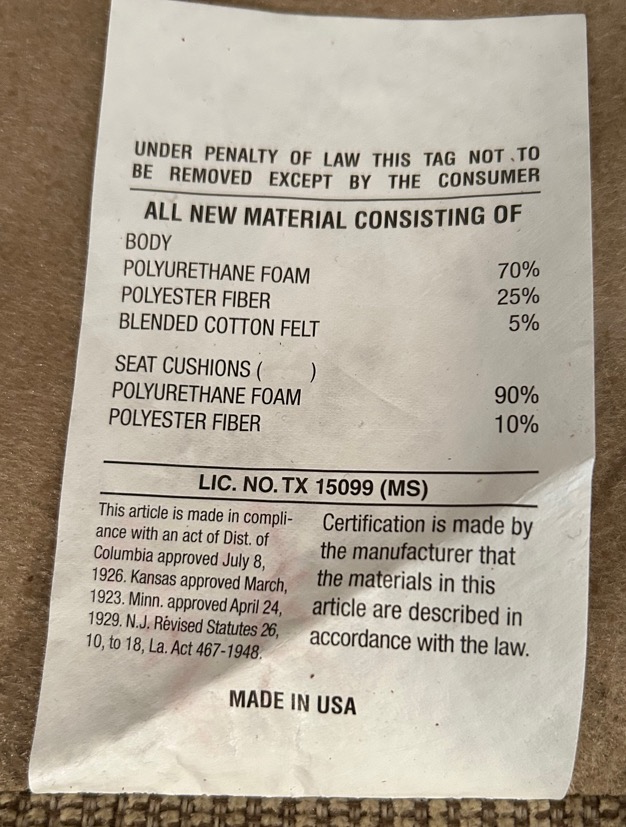 UNDER PENALTY OF LAW THIS TAG NOT TO
BE REMOVED EXCEPT BY THE CONSUMER
ALL NEW MATERIAL CONSISTING OF
BODY
POLYURETHANE FOAM 70%
POLYESTER FIBER 25%
BLENDED COTTON FELT 5%
SEAT CUSHIONS ( )
POLYURETHANE FOAM 90%
POLYESTER FIBER 10%
LIC. NO. TX 15099 (MS)
This article is made in compli-
ance with an act of Dist. of
Columbia approved July 8,
1926. Kansas approved March,
1923. Minn. approved April 24,
1929. N.J. Revised Statutes 26,
10, to 18, La. Act 467-1948.
Certification is made by
the manufacturer that
the materials in this
article are described in
accordance with the law.
MADE IN USA